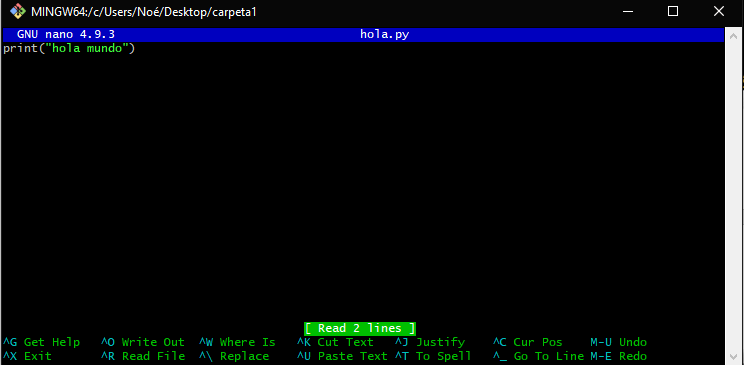 MINGW64:/c/Users/Noé/Desktop/carpeta1
GNU nano 4.9.3 hola.py
print("hola mundo")
[ Read 2 lines ]
^G Get Help ^O Write Out ^W Where Is ^K Cut Text ^J Justify ^C Cur Pos M-U Undo
^X Exit ^R Read File ^\ Replace ^U Paste Text ^T To Spell ^_ Go To Line M-E Redo